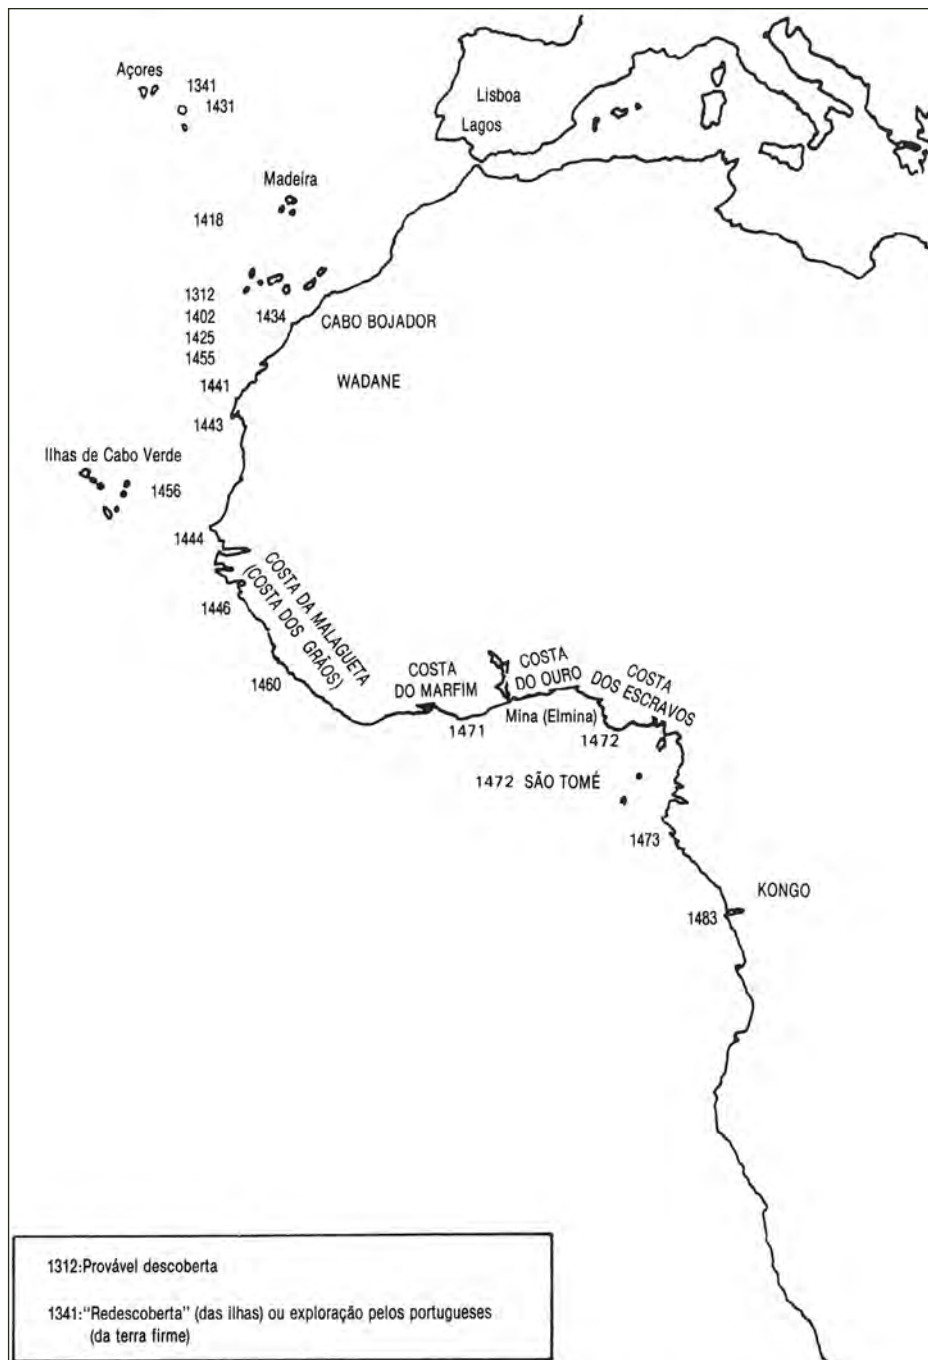 Açores
1341
1431
Lisboa
Lagos
Madeira
1418
1312
1402
1425
1455
1434
CABO BOJADOR
1441
WADANE
1443
Ilhas de Cabo Verde
1456
1444
1446
COSTA DA MALAGUETA
(COSTA DOS GRÃOS)
1460
COSTA
DO MARFIM
1471
COSTA
DO OURO
Mina (Elmina)
COSTA
DOS ESCRAVOS
1472
1472 SÃO TOMÉ
1473
KONGO
1483
1312:Provável descoberta
1341:"Redescoberta" (das ilhas) ou exploração pelos portugueses
(da terra firme)